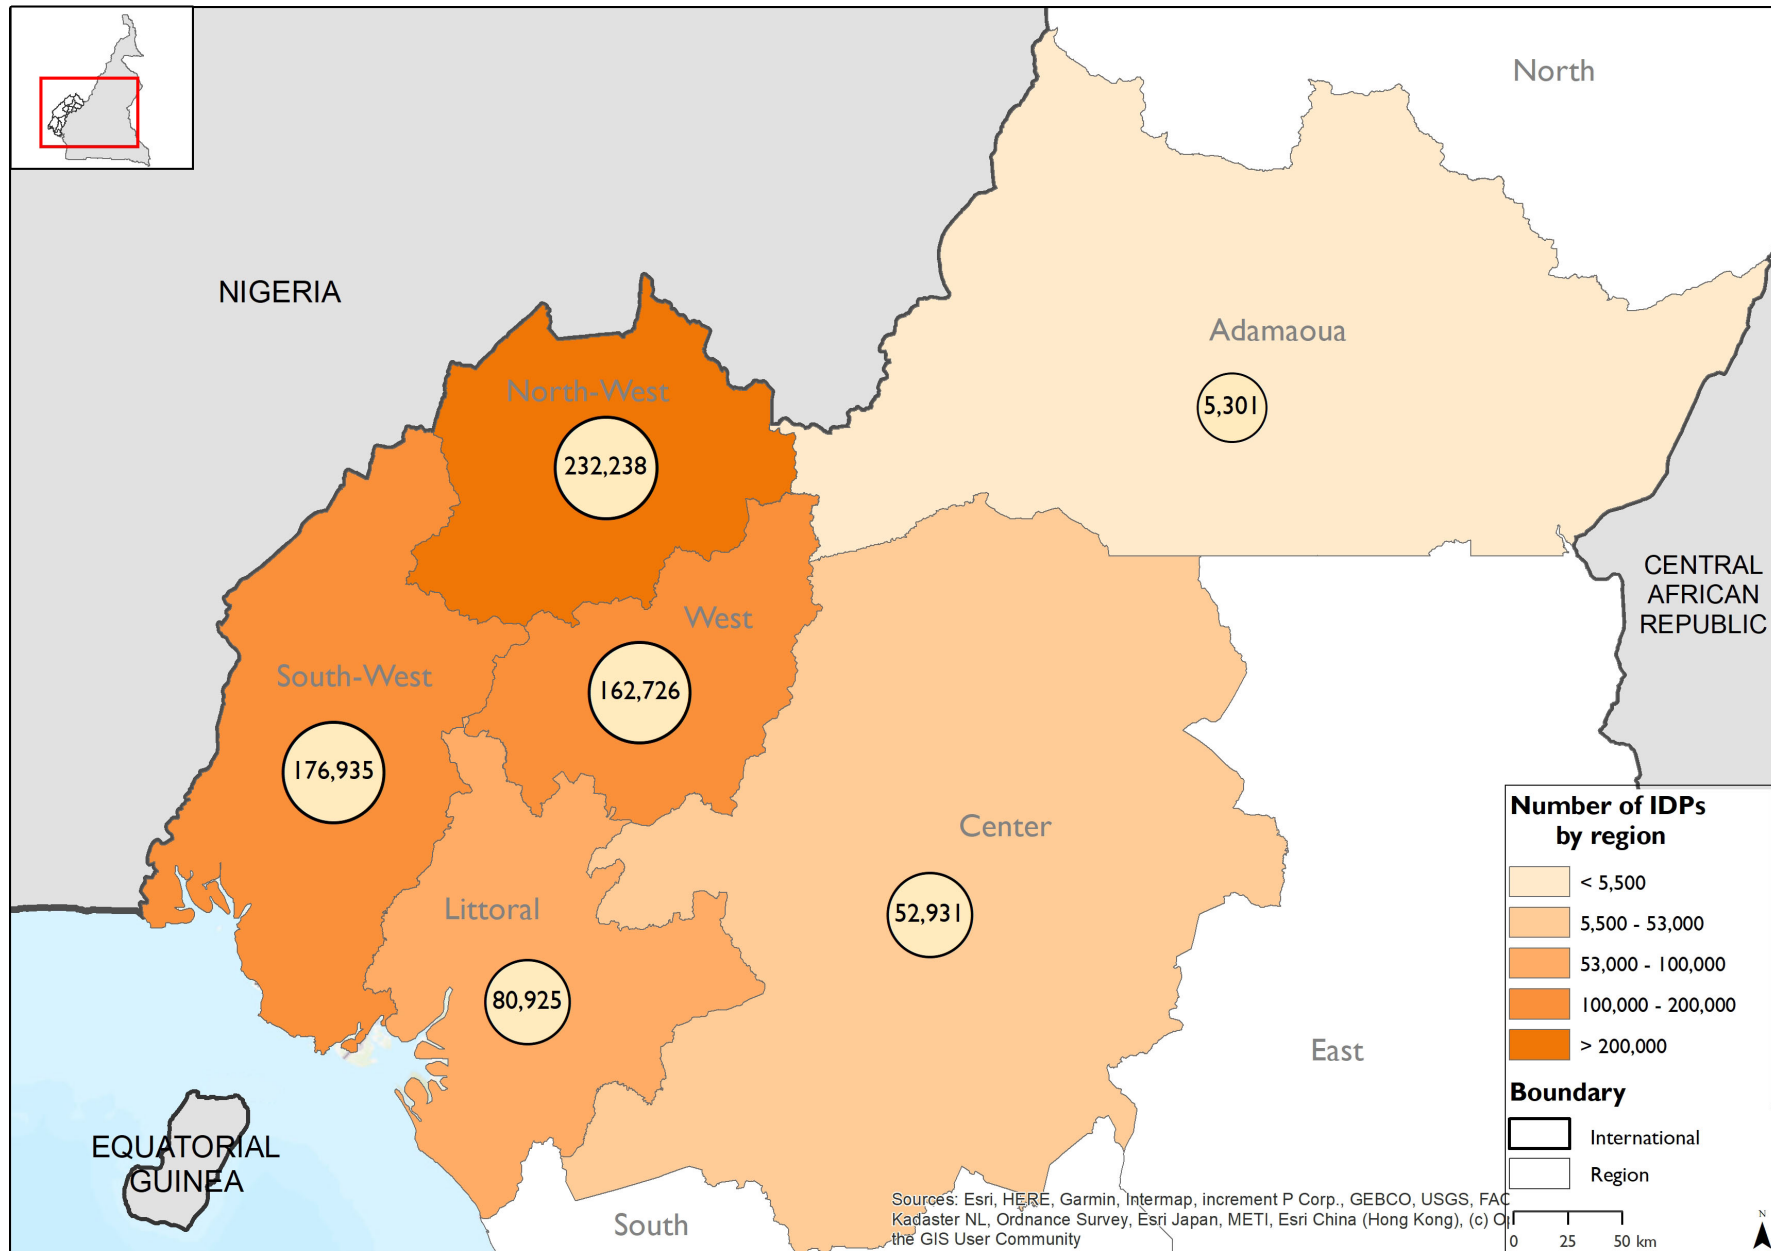 North
NIGERIA
Adamaoua
5,301
North-West
232,238
CENTRAL
AFRICAN
REPUBLIC
West
162,726
South-West
176,935
Center
52,931
Littoral
80,925
East
EQUATORIAL
GUINEA
South
Number of IDPs
by region
< 5,500
5,500 - 53,000
53,000 - 100,000
100,000 - 200,000
> 200,000
Boundary
International
Region
0 25 50 km
N
Sources: Esri, HERE, Garmin, Intermap, increment P Corp., GEBCO, USGS, FAO
Kadaster NL, Ordnance Survey, Esri Japan, METI, Esri China (Hong Kong), (c)
the GIS User Community